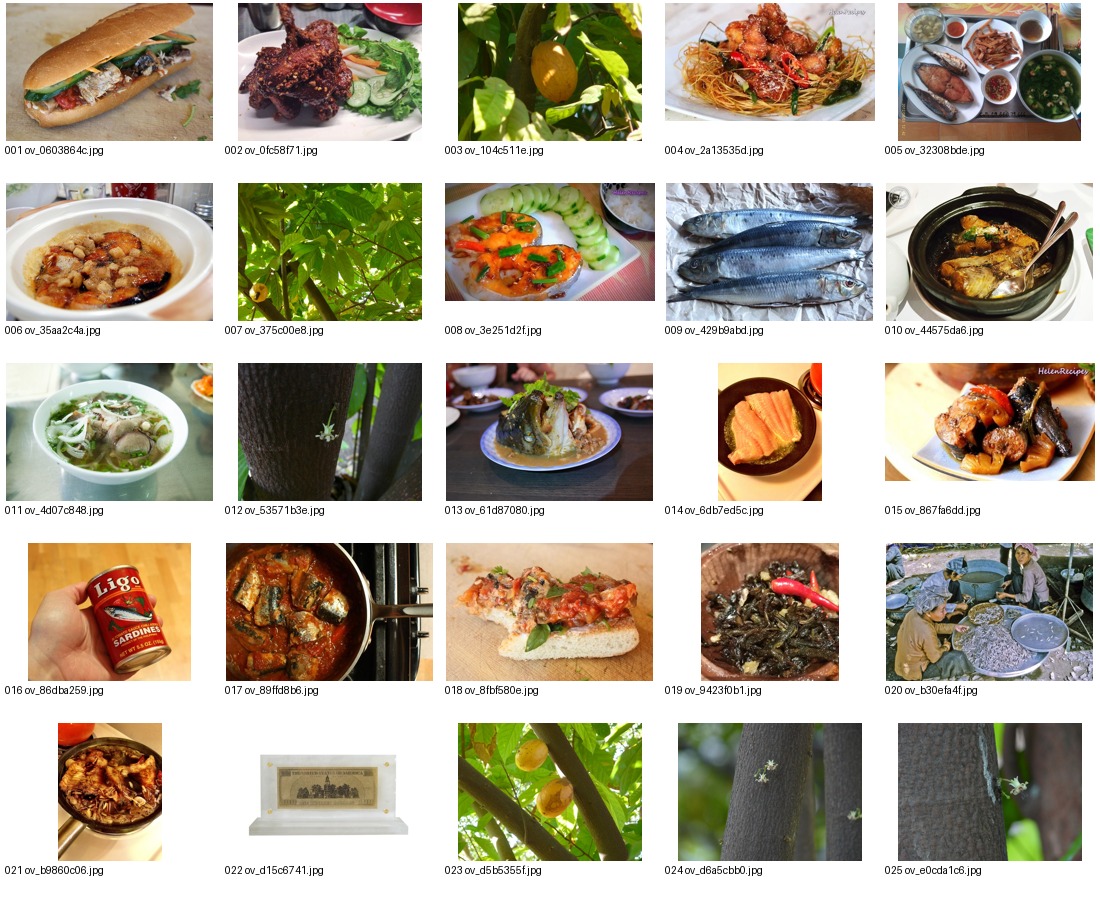 001 ov_0603864c.jpg
002 ov_0fc58f71.jpg
003 ov_104c511e.jpg
004 ov_2a13535d.jpg
005 ov_32308bde.jpg
006 ov_35aa2c4a.jpg
007 ov_375c00e8.jpg
008 ov_3e251d2f.jpg
009 ov_429b9abd.jpg
010 ov_44575da6.jpg
011 ov_4d07c848.jpg
012 ov_53571b3e.jpg
013 ov_61d87080.jpg
014 ov_6db7ed5c.jpg
HelenRecipes
015 ov_867fa6dd.jpg
Ligo
SARDINES
016 ov_86dba259.jpg
017 ov_89ffd8b6.jpg
018 ov_8fbf580e.jpg
019 ov_9423f0b1.jpg
020 ov_b30efa4f.jpg
021 ov_b9860c06.jpg
022 ov_d15c6741.jpg
023 ov_d5b5355f.jpg
024 ov_d6a5cbb0.jpg
025 ov_e0cda1c6.jpg